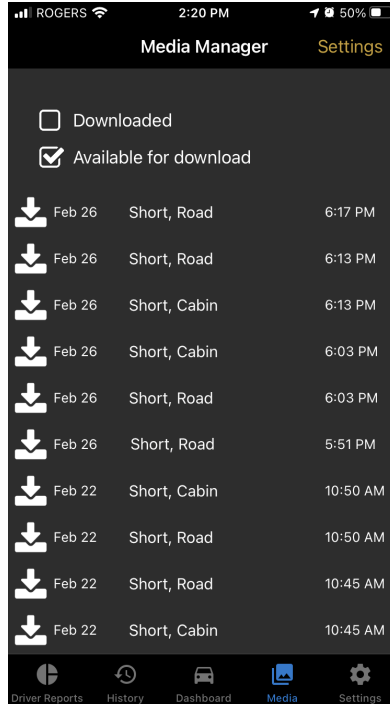 ROGERS 2:20 PM 50%
Media Manager Settings
Downloaded
Available for download
Feb 26 Short, Road 6:17 PM
Feb 26 Short, Road 6:13 PM
Feb 26 Short, Cabin 6:13 PM
Feb 26 Short, Cabin 6:03 PM
Feb 26 Short, Road 6:03 PM
Feb 26 Short, Road 5:51 PM
Feb 22 Short, Cabin 10:50 AM
Feb 22 Short, Road 10:50 AM
Feb 22 Short, Road 10:45 AM
Feb 22 Short, Cabin 10:45 AM
Driver Reports History Dashboard Media Settings